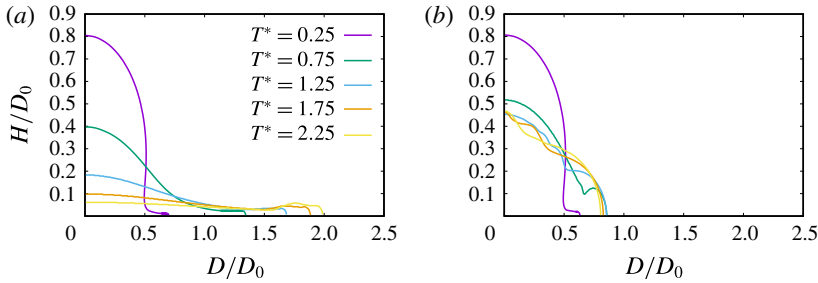 (a)
0.9
0.8
0.7
0.6
0.5
0.4
0.3
0.2
0.1
H/D₀
T* = 0.25
T* = 0.75
T* = 1.25
T* = 1.75
T* = 2.25
0 0.5 1.0 1.5 2.0 2.5
D/D₀
(b)
0.9
0.8
0.7
0.6
0.5
0.4
0.3
0.2
0.1
0 0.5 1.0 1.5 2.0 2.5
D/D₀